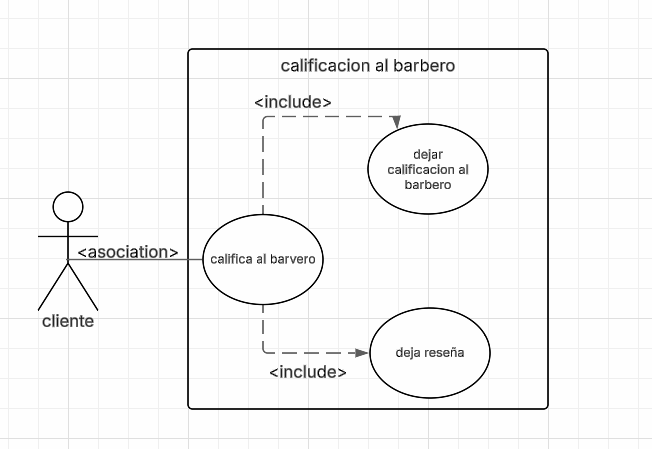 calificacion al barbero
<include>
dejar
calificacion al
barbero
<asociation>
califica al barvero
cliente
deja reseña
<include>